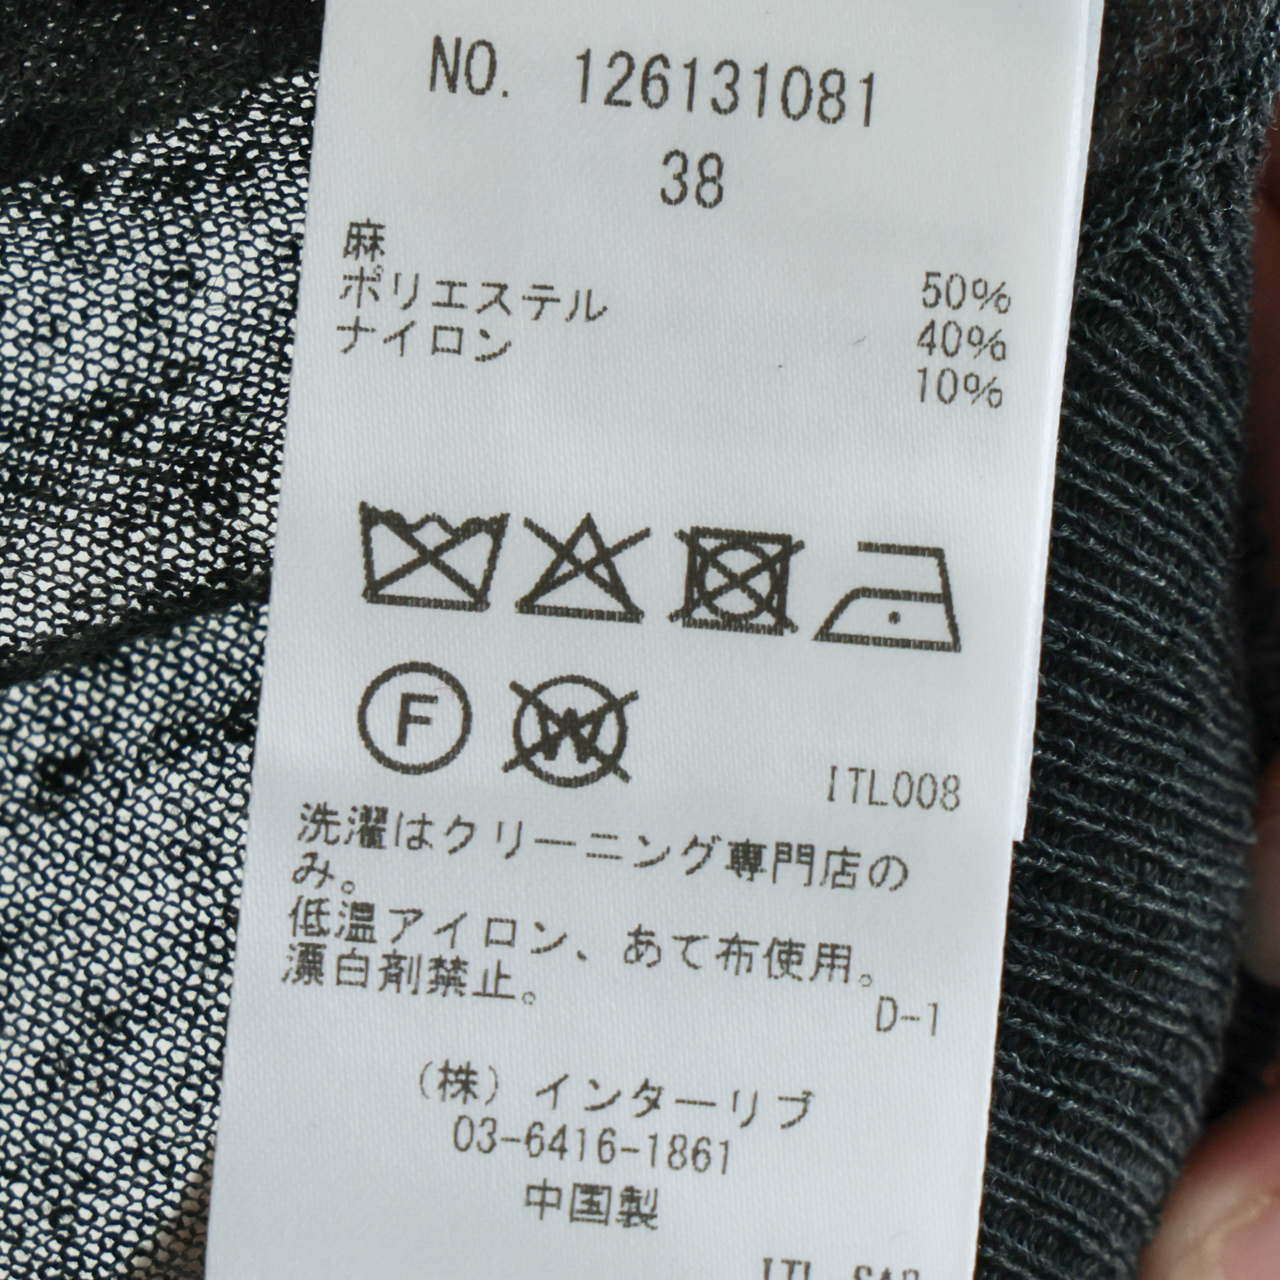 NO. 126131081
38
麻 50%
ポリエステル 40%
ナイロン 10%
F W
ITL008
洗濯はクリーニング専門店の
み。
低温アイロン、あて布使用。
漂白剤禁止。
D-1
(株)インターリブ
03-6416-1861
中国製